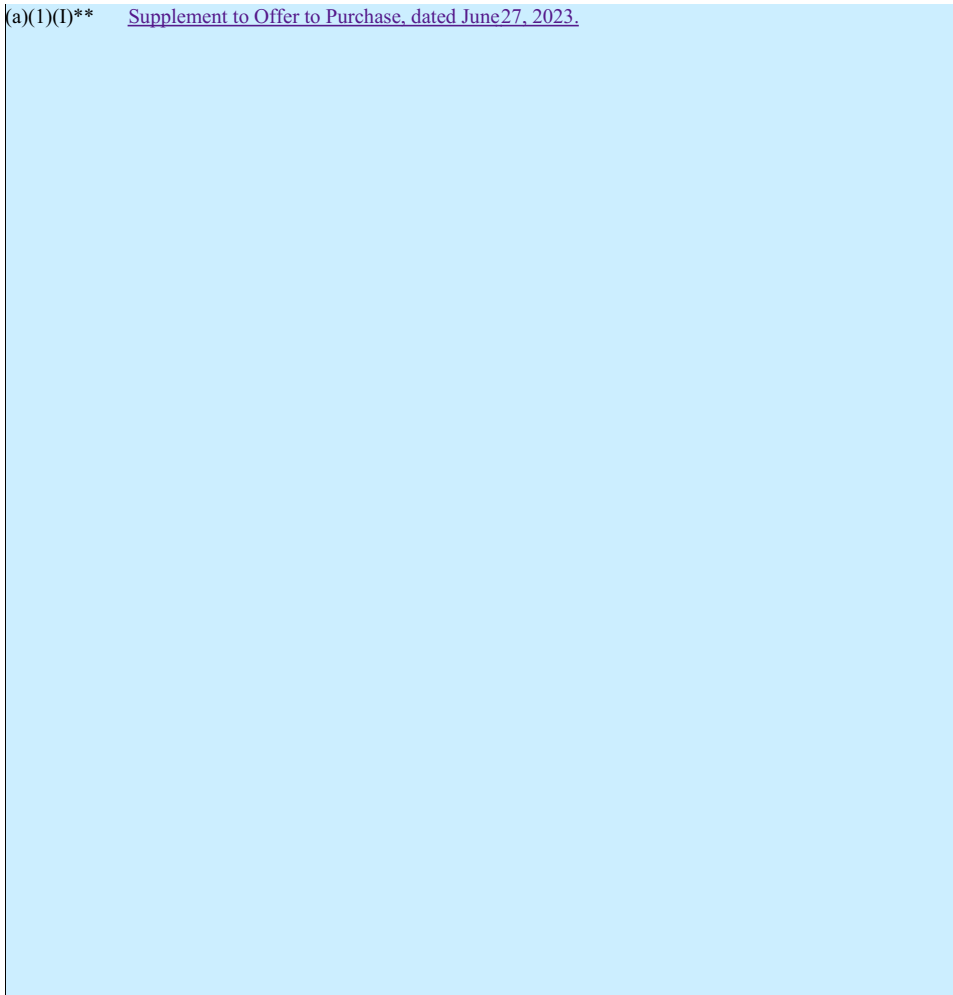 (a)(1)(I)** Supplement to Offer to Purchase, dated June27, 2023.